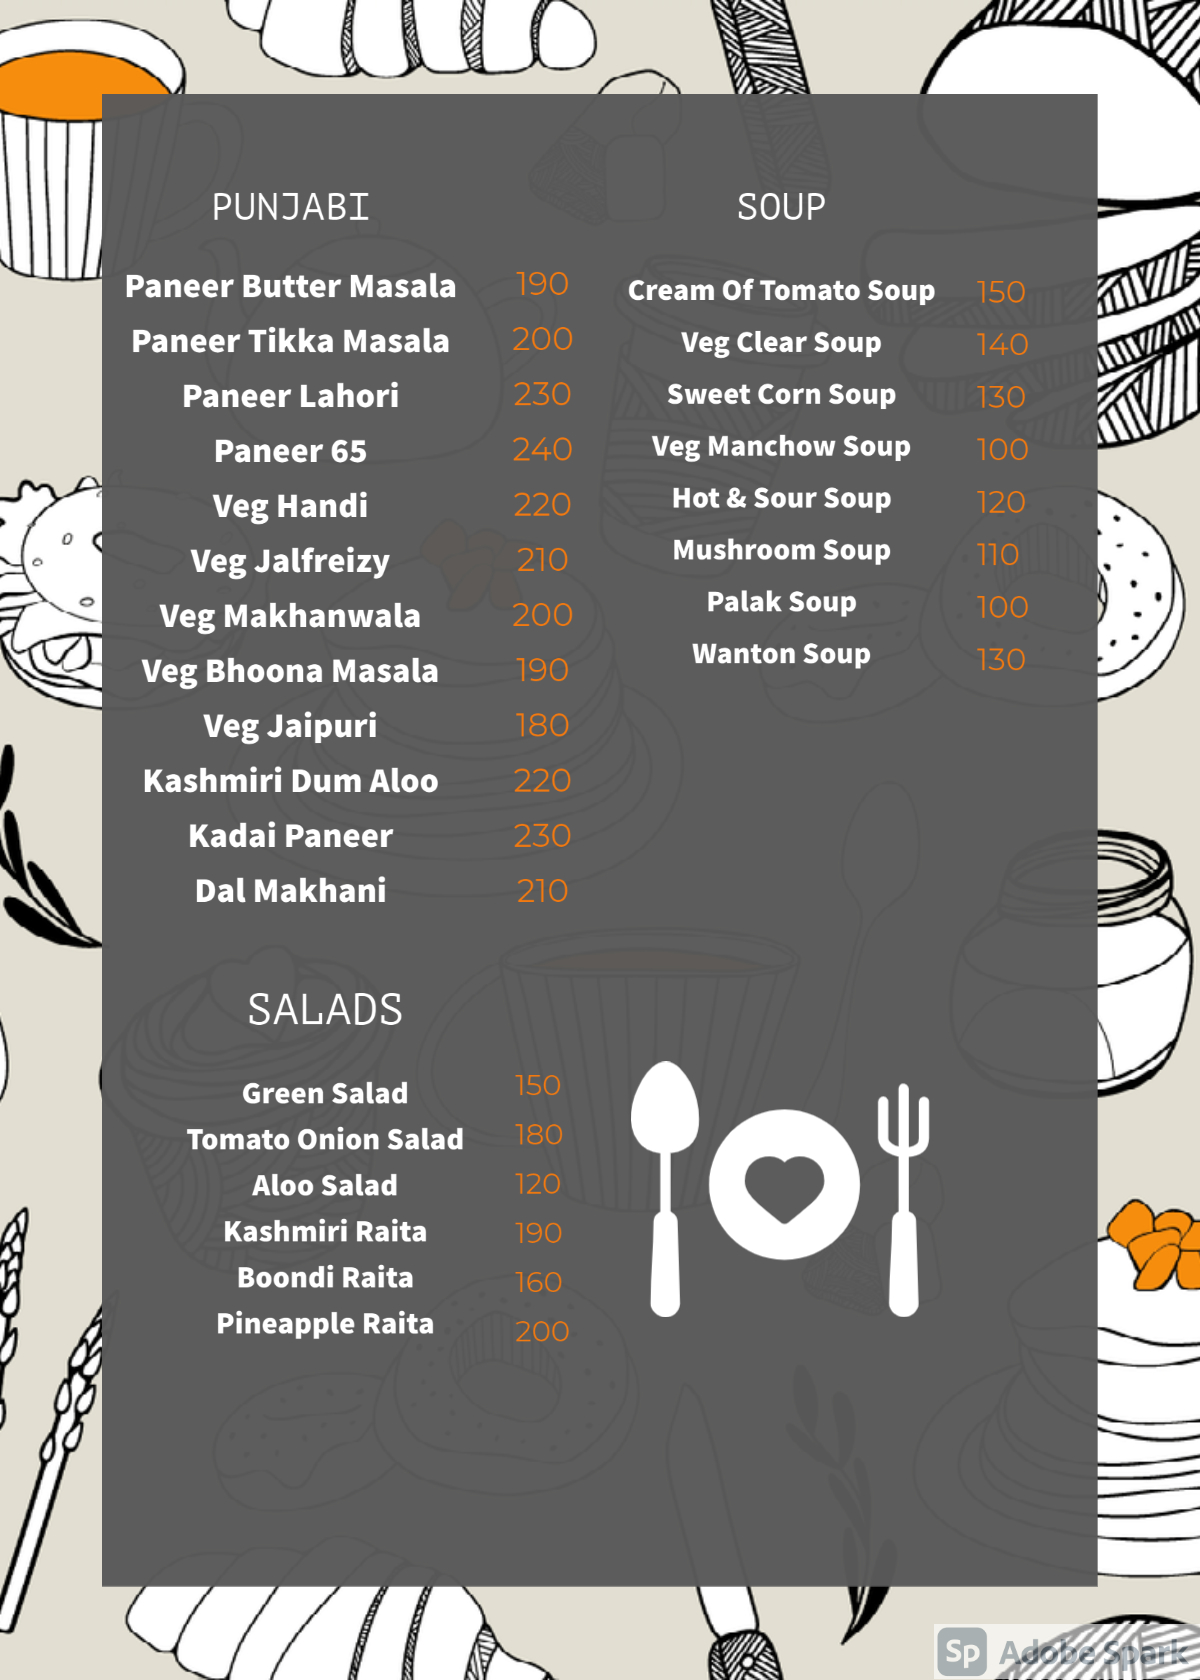 PUNJABI
Paneer Butter Masala 190
Paneer Tikka Masala 200
Paneer Lahori 230
Paneer 65 240
Veg Handi 220
Veg Jalfreizy 210
Veg Makhanwala 200
Veg Bhoona Masala 190
Veg Jaipuri 180
Kashmiri Dum Aloo 220
Kadai Paneer 230
Dal Makhani 210
SALADS
Green Salad 150
Tomato Onion Salad 180
Aloo Salad 120
Kashmiri Raita 190
Boondi Raita 160
Pineapple Raita 200
SOUP
Cream Of Tomato Soup 150
Veg Clear Soup 140
Sweet Corn Soup 130
Veg Manchow Soup 100
Hot & Sour Soup 120
Mushroom Soup 110
Palak Soup 100
Wanton Soup 130
Sp Adobe Spark